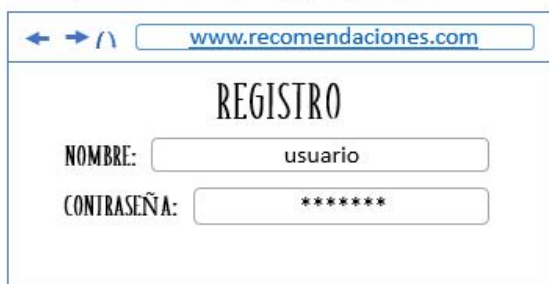 www.recomendaciones.com
REGISTRO
NOMBRE: usuario
CONTRASEÑA: *******